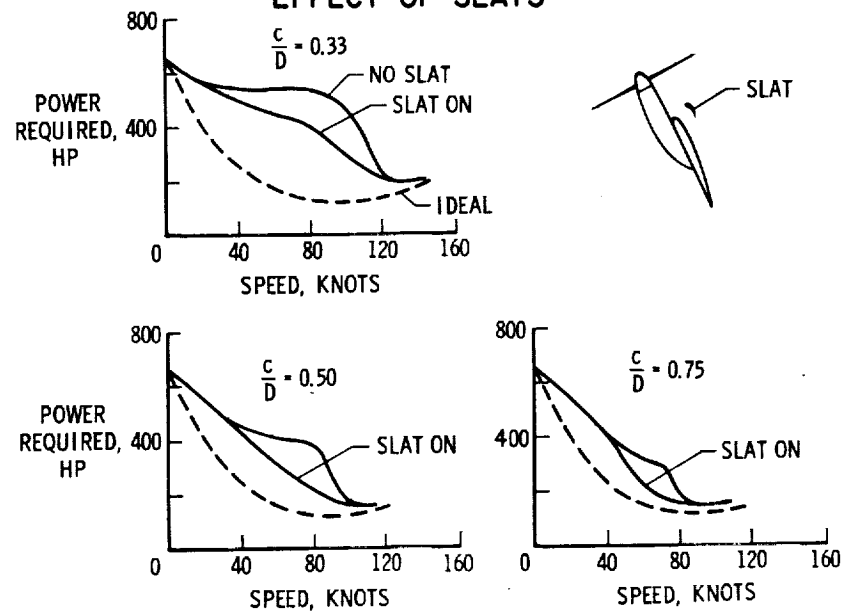 EFFECT OF SLATS
800
c/D = 0.33
NO SLAT
SLAT ON
POWER
REQUIRED, 400
HP
IDEAL
0 40 80 120 160
SPEED, KNOTS
SLAT
800
c/D = 0.50
POWER
REQUIRED, 400
HP
SLAT ON
0 40 80 120 160
SPEED, KNOTS
800
c/D = 0.75
400
SLAT ON
0 40 80 120 160
SPEED, KNOTS